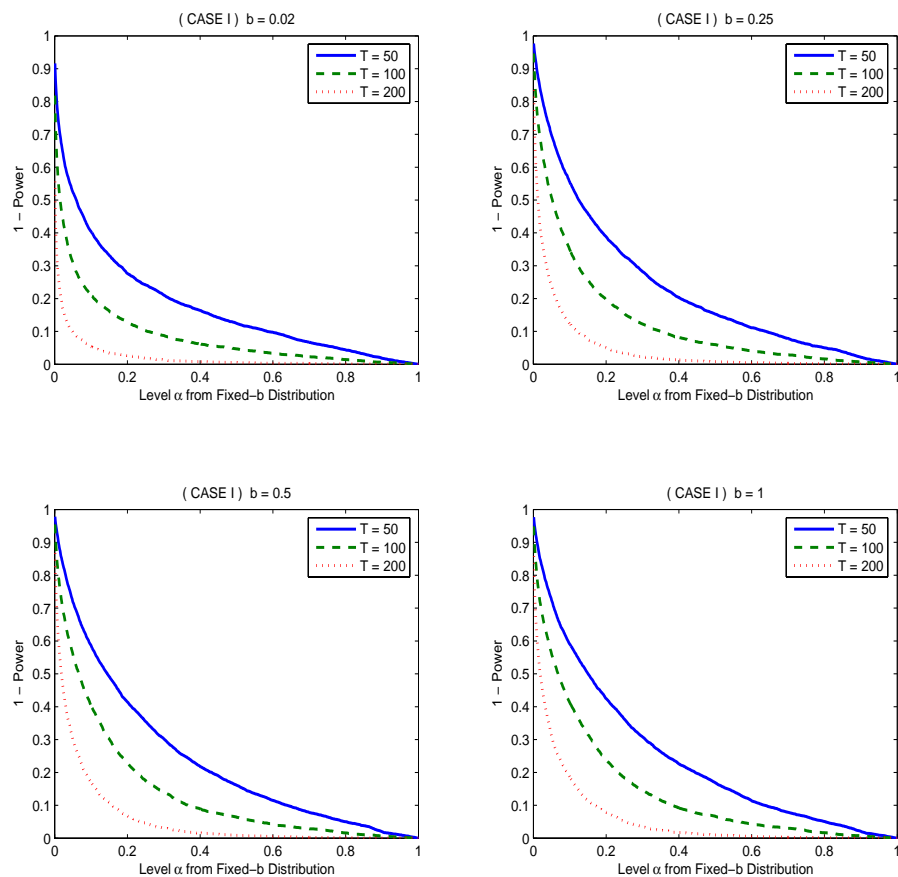 ( CASE I ) b = 0.02
1
0.9
0.8
0.7
0.6
0.5
0.4
0.3
0.2
0.1
0
1 − Power
T = 50
T = 100
T = 200
0 0.2 0.4 0.6 0.8 1
Level α from Fixed−b Distribution
( CASE I ) b = 0.25
1
0.9
0.8
0.7
0.6
0.5
0.4
0.3
0.2
0.1
0
1 − Power
T = 50
T = 100
T = 200
0 0.2 0.4 0.6 0.8 1
Level α from Fixed−b Distribution
( CASE I ) b = 0.5
1
0.9
0.8
0.7
0.6
0.5
0.4
0.3
0.2
0.1
0
1 − Power
T = 50
T = 100
T = 200
0 0.2 0.4 0.6 0.8 1
Level α from Fixed−b Distribution
( CASE I ) b = 1
1
0.9
0.8
0.7
0.6
0.5
0.4
0.3
0.2
0.1
0
1 − Power
T = 50
T = 100
T = 200
0 0.2 0.4 0.6 0.8 1
Level α from Fixed−b Distribution